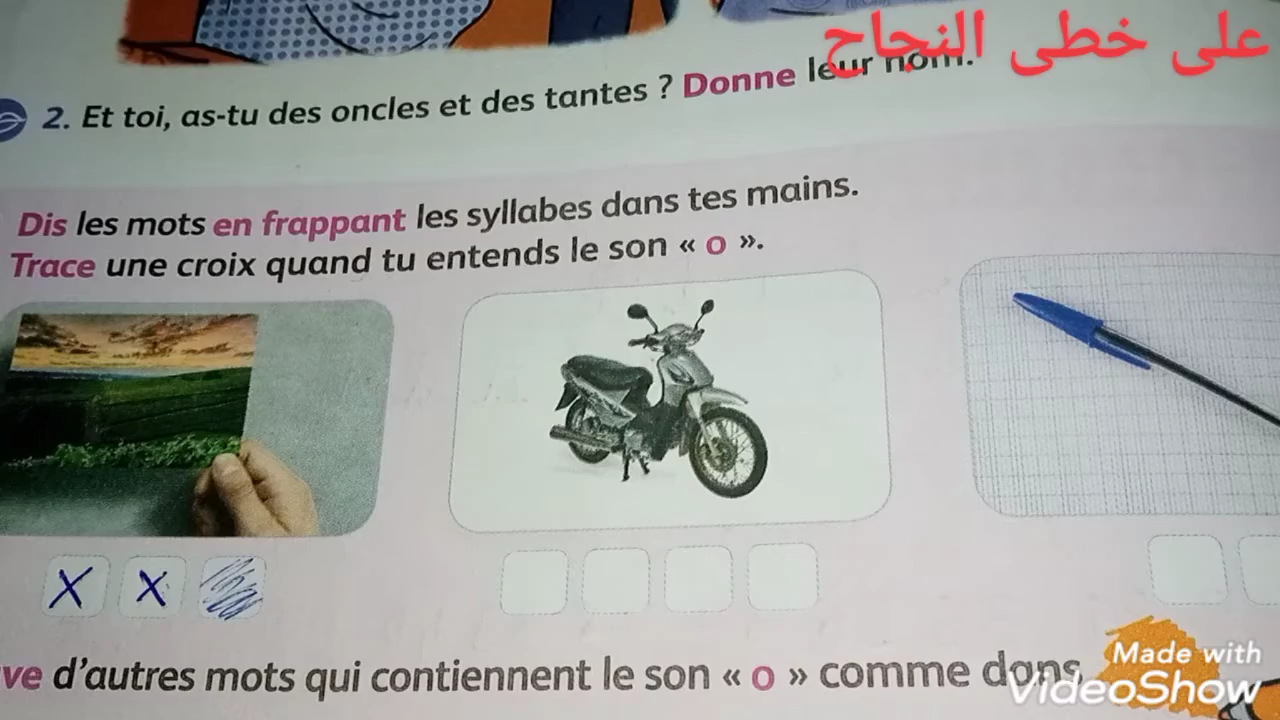 على خطى النجاح
2. Et toi, as-tu des oncles et des tantes ? Donne leur nom.
Dis les mots en frappant les syllabes dans tes mains.
Trace une croix quand tu entends le son « o ».
X X
ve d'autres mots qui contiennent le son « o » comme dans
Made with
VideoShow